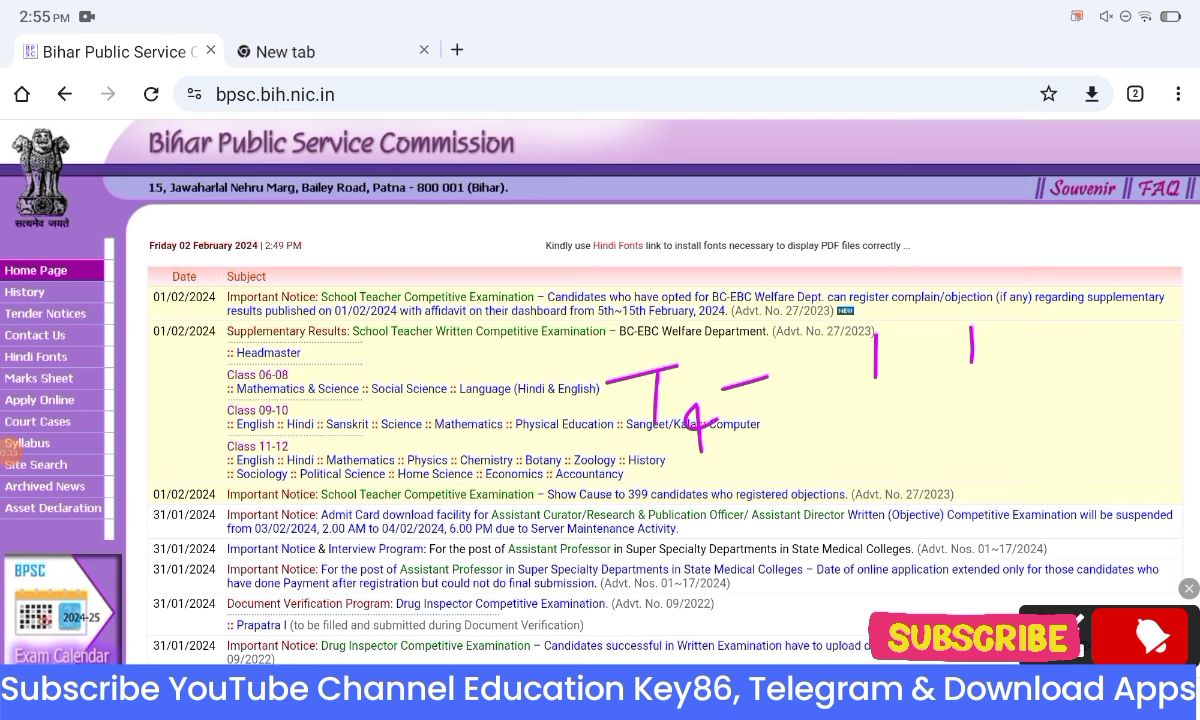 2:55 PM
Bihar Public Service C
New tab
bpsc.bih.nic.in
2
सत्यमेव जयते
Bihar Public Service Commission
15, Jawaharlal Nehru Marg, Bailey Road, Patna - 800 001 (Bihar).
|| Souvenir || FAQ ||
Home Page
History
Tender Notices
Contact Us
Hindi Fonts
Marks Sheet
Apply Online
Court Cases
Syllabus
Site Search
Archived News
Asset Declaration
BPSC
2024-25
Exam Calendar
Friday 02 February 2024 | 2:49 PM
Kindly use Hindi Fonts link to install fonts necessary to display PDF files correctly ...
Date Subject
01/02/2024 Important Notice: School Teacher Competitive Examination – Candidates who have opted for BC-EBC Welfare Dept. can register complain/objection (if any) regarding supplementary
results published on 01/02/2024 with affidavit on their dashboard from 5th~15th February, 2024. (Advt. No. 27/2023) NEW
01/02/2024 Supplementary Results: School Teacher Written Competitive Examination – BC-EBC Welfare Department. (Advt. No. 27/2023)
:: Headmaster
Class 06-08
:: Mathematics & Science :: Social Science :: Language (Hindi & English)
Class 09-10
:: English :: Hindi :: Sanskrit :: Science :: Mathematics :: Physical Education :: Sangeet/Kala :: Computer
Class 11-12
:: English :: Hindi :: Mathematics :: Physics :: Chemistry :: Botany :: Zoology :: History
:: Sociology :: Political Science :: Home Science :: Economics :: Accountancy
01/02/2024 Important Notice: School Teacher Competitive Examination – Show Cause to 399 candidates who registered objections. (Advt. No. 27/2023)
31/01/2024 Important Notice: Admit Card download facility for Assistant Curator/Research & Publication Officer/ Assistant Director Written (Objective) Competitive Examination will be suspended
from 03/02/2024, 2.00 AM to 04/02/2024, 6.00 PM due to Server Maintenance Activity.
31/01/2024 Important Notice & Interview Program: For the post of Assistant Professor in Super Specialty Departments in State Medical Colleges. (Advt. Nos. 01~17/2024)
31/01/2024 Important Notice: For the post of Assistant Professor in Super Specialty Departments in State Medical Colleges – Date of online application extended only for those candidates who
have done Payment after registration but could not do final submission. (Advt. Nos. 01~17/2024)
31/01/2024 Document Verification Program: Drug Inspector Competitive Examination. (Advt. No. 09/2022)
:: Prapatra I (to be filled and submitted during Document Verification)
31/01/2024 Important Notice: Drug Inspector Competitive Examination – Candidates successful in Written Examination have to upload d
09/2022)
SUBSCRIBE
Subscribe YouTube Channel Education Key86, Telegram & Download Apps